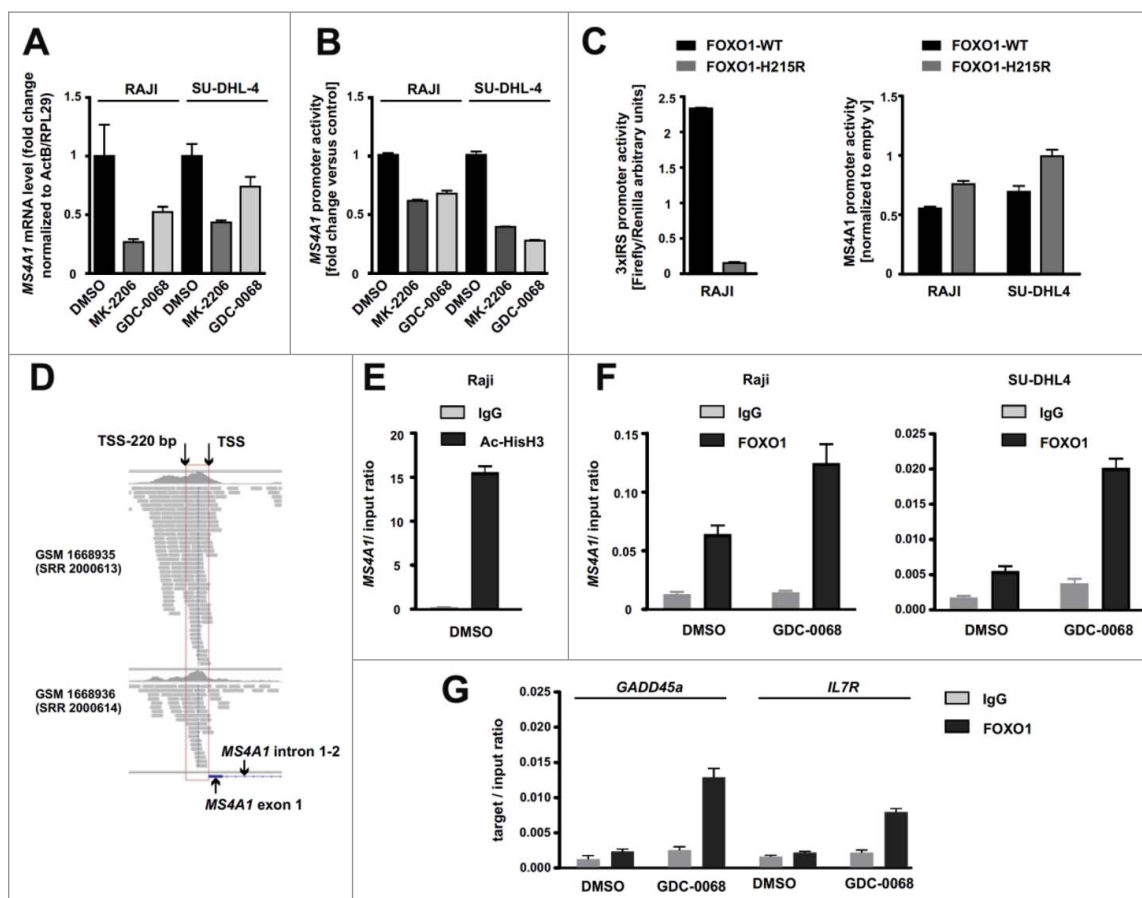 A
RAJI
SU-DHL-4
MS4A1 mRNA level (fold change
normalized to ActB/RPL29)
1.5
1
0.5
0
DMSO
MK-2206
GDC-0068
DMSO
MK-2206
GDC-0068
B
RAJI
SU-DHL-4
MS4A1 promoter activity
[fold change versus control]
1.5
1
0.5
0
DMSO
MK-2206
GDC-0068
DMSO
MK-2206
GDC-0068
C
FOXO1-WT
FOXO1-H215R
3xIRS promoter activity
[Firefly/Renilla arbitrary units]
2.5
2
1.5
1
0.5
0
RAJI
FOXO1-WT
FOXO1-H215R
MS4A1 promoter activity
[normalized to empty v]
1.5
1
0.5
0
RAJI
SU-DHL4
D
TSS-220 bp
TSS
GSM 1668935
(SRR 2000613)
GSM 1668936
(SRR 2000614)
MS4A1 intron 1-2
MS4A1 exon 1
E
Raji
IgG
Ac-HisH3
MS4A1/ input ratio
20
15
16
10
5
0
DMSO
F
Raji
IgG
FOXO1
MS4A1/ input ratio
0.15
0.10
0.05
0
DMSO
GDC-0068
SU-DHL4
IgG
FOXO1
0.025
0.020
0.015
0.010
0.005
0.000
DMSO
GDC-0068
G
GADD45a
IL7R
IgG
FOXO1
target / input ratio
0.025
0.020
0.015
0.010
0.005
0.000
DMSO
GDC-0068
DMSO
GDC-0068